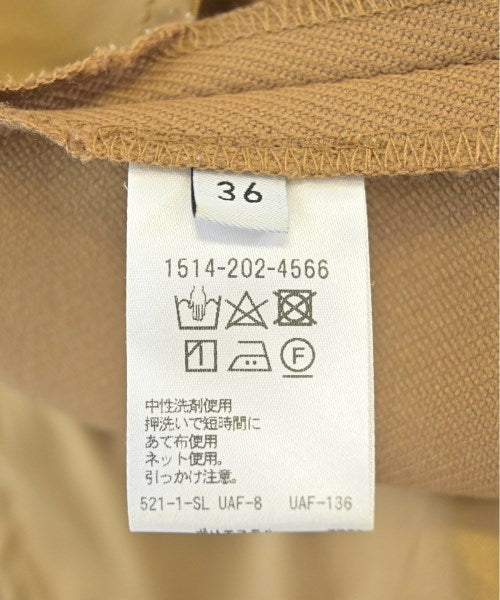 36
1514-202-4566
F
中性洗剤使用
押洗いで短時間に
あて布使用
ネット使用。
引っかけ注意。
521-1-SL UAF-8 UAF-136